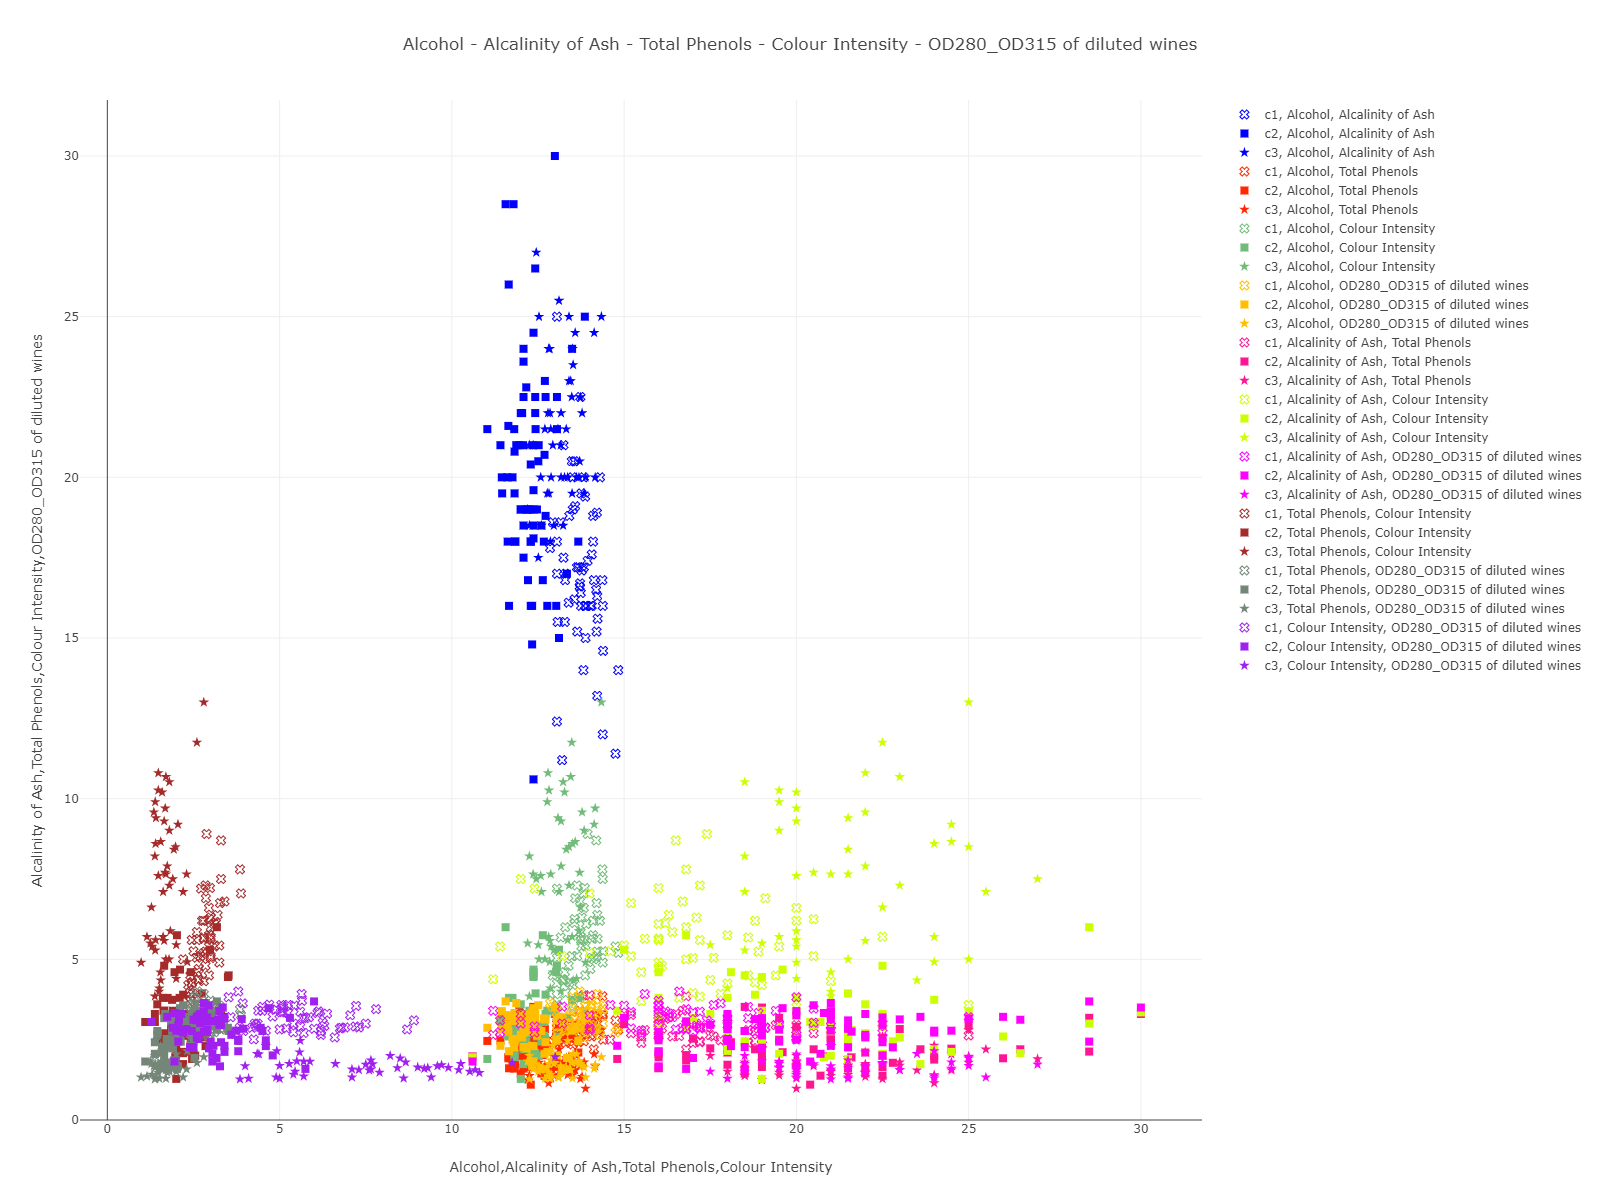 Alcohol - Alcalinity of Ash - Total Phenols - Colour Intensity - OD280_OD315 of diluted wines
c1, Alcohol, Alcalinity of Ash
c2, Alcohol, Alcalinity of Ash
c3, Alcohol, Alcalinity of Ash
c1, Alcohol, Total Phenols
c2, Alcohol, Total Phenols
c3, Alcohol, Total Phenols
c1, Alcohol, Colour Intensity
c2, Alcohol, Colour Intensity
c3, Alcohol, Colour Intensity
c1, Alcohol, OD280_OD315 of diluted wines
c2, Alcohol, OD280_OD315 of diluted wines
c3, Alcohol, OD280_OD315 of diluted wines
c1, Alcalinity of Ash, Total Phenols
c2, Alcalinity of Ash, Total Phenols
c3, Alcalinity of Ash, Total Phenols
c1, Alcalinity of Ash, Colour Intensity
c2, Alcalinity of Ash, Colour Intensity
c3, Alcalinity of Ash, Colour Intensity
c1, Alcalinity of Ash, OD280_OD315 of diluted wines
c2, Alcalinity of Ash, OD280_OD315 of diluted wines
c3, Alcalinity of Ash, OD280_OD315 of diluted wines
c1, Total Phenols, Colour Intensity
c2, Total Phenols, Colour Intensity
c3, Total Phenols, Colour Intensity
c1, Total Phenols, OD280_OD315 of diluted wines
c2, Total Phenols, OD280_OD315 of diluted wines
c3, Total Phenols, OD280_OD315 of diluted wines
c1, Colour Intensity, OD280_OD315 of diluted wines
c2, Colour Intensity, OD280_OD315 of diluted wines
c3, Colour Intensity, OD280_OD315 of diluted wines
Alcalinity of Ash,Total Phenols,Colour Intensity,OD280_OD315 of diluted wines
30
25
20
15
10
5
0
0 5 10 15 20 25 30
Alcohol,Alcalinity of Ash,Total Phenols,Colour Intensity